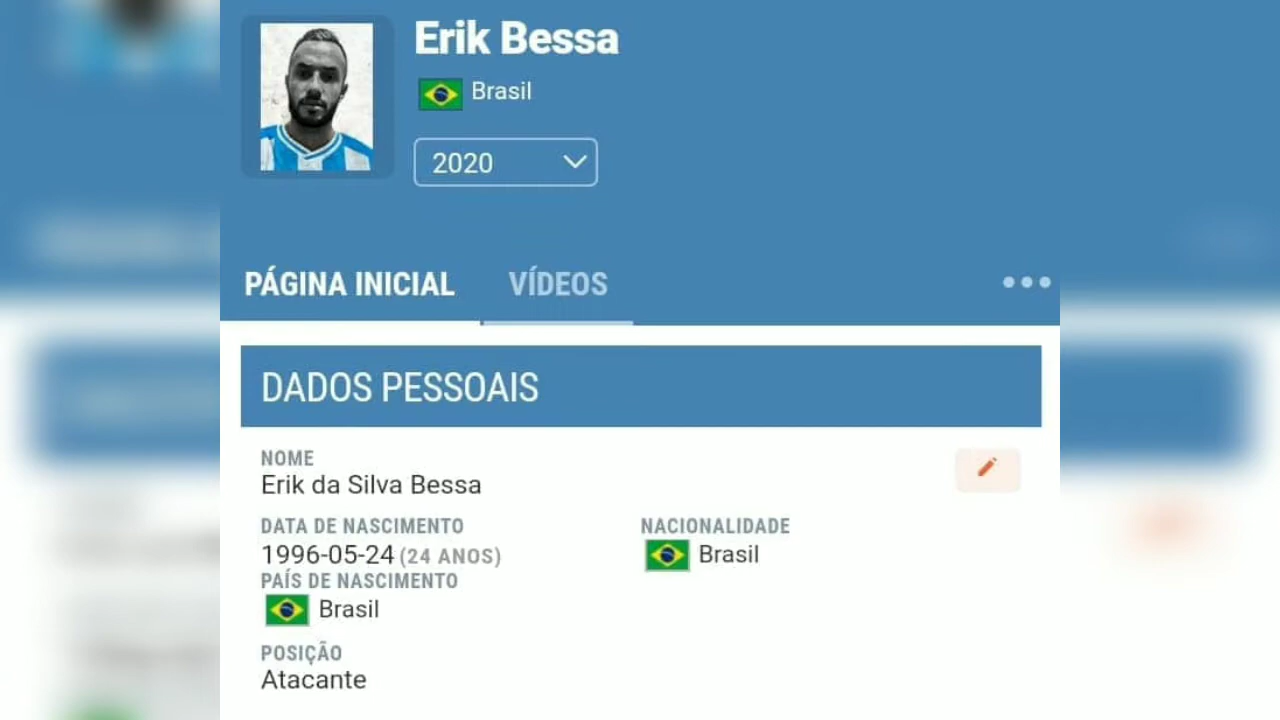 Erik Bessa
Brasil
2020
PÁGINA INICIAL VÍDEOS
DADOS PESSOAIS
NOME
Erik da Silva Bessa
DATA DE NASCIMENTO NACIONALIDADE
1996-05-24 (24 ANOS) Brasil
PAÍS DE NASCIMENTO
Brasil
POSIÇÃO
Atacante